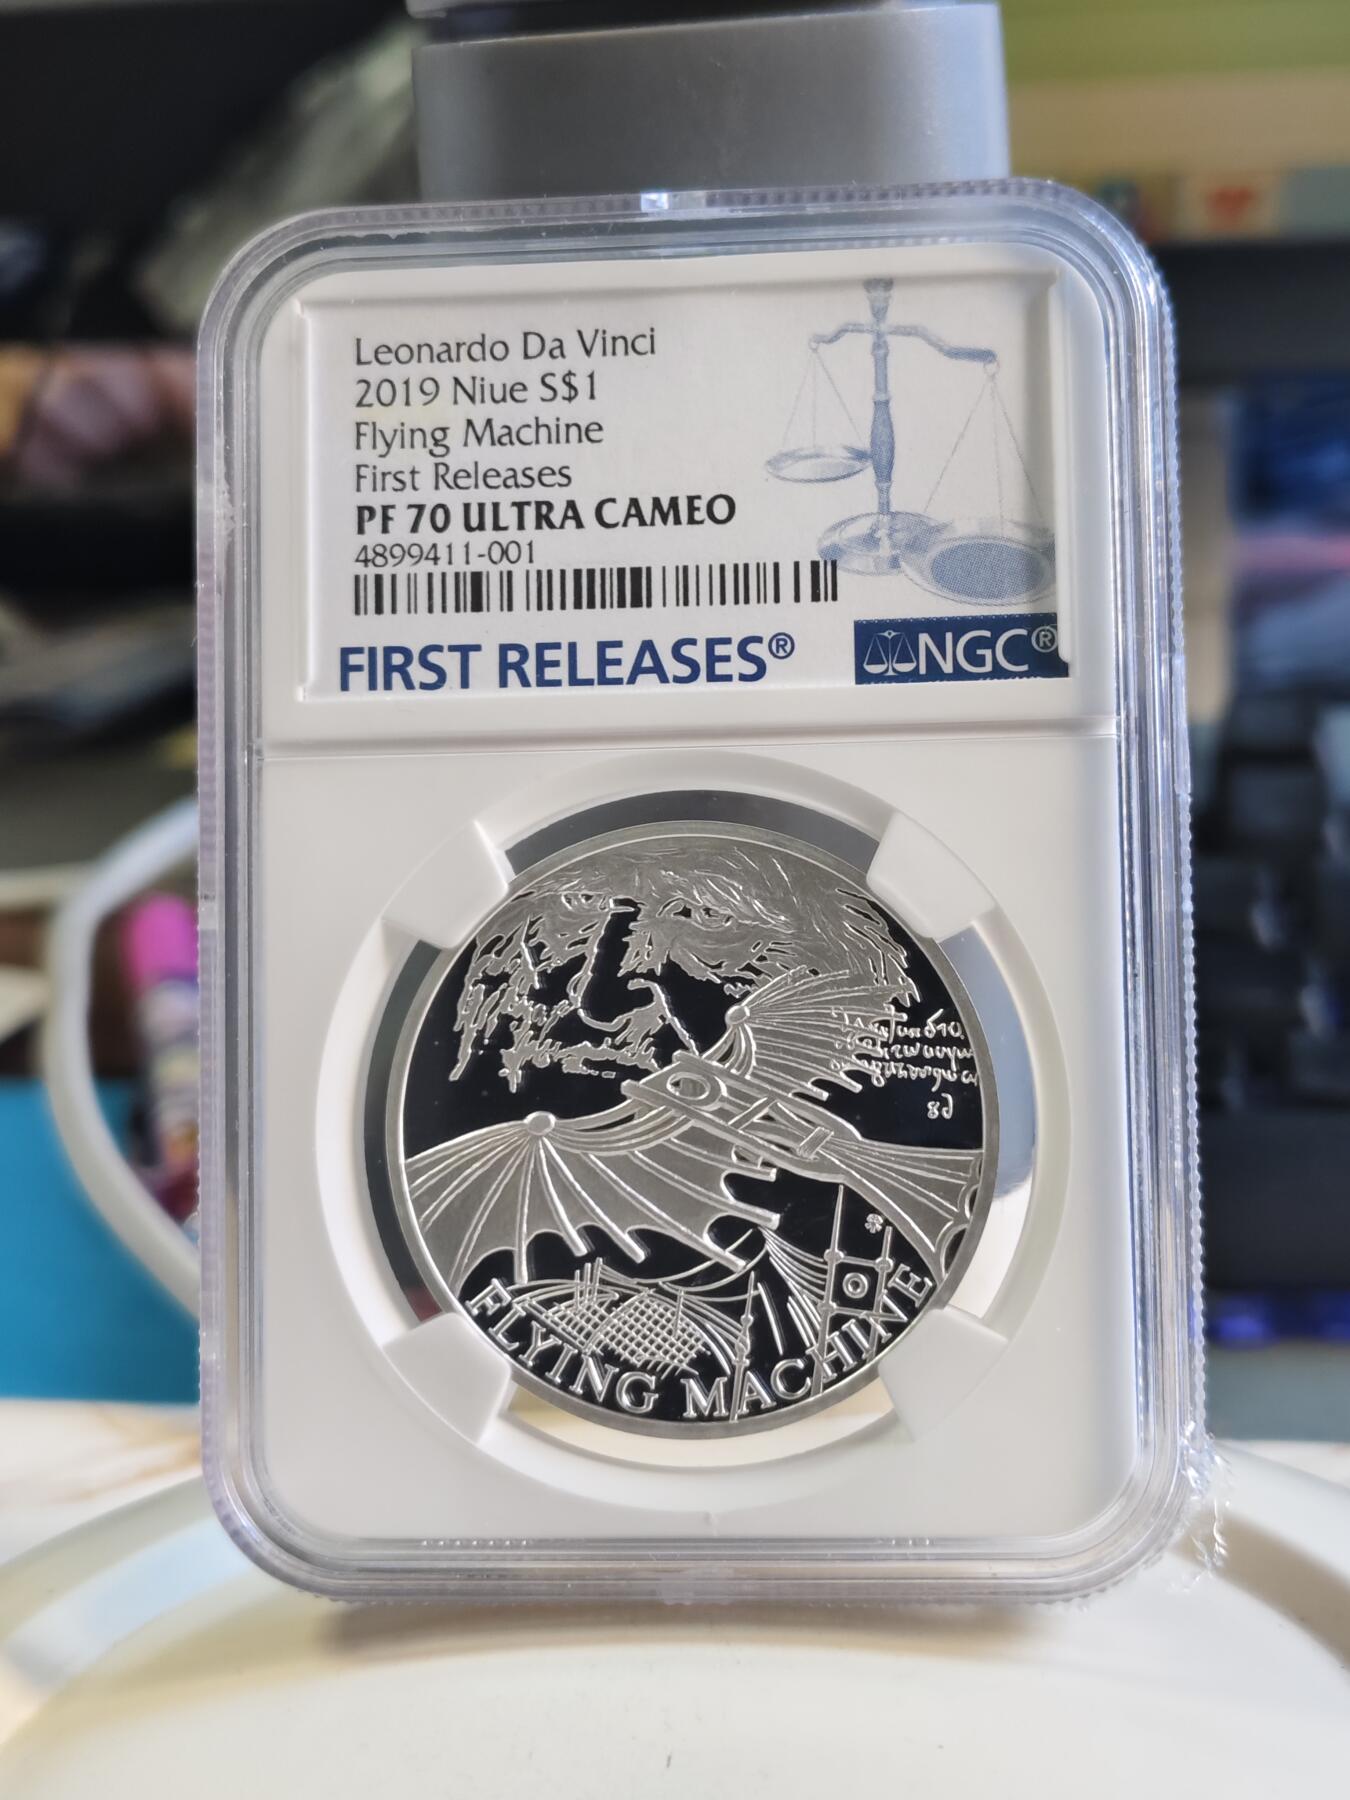 Leonardo Da Vinci
2019 Niue S$1
Flying Machine
First Releases
PF 70 ULTRA CAMEO
4899411-001
FIRST RELEASES®
NGC®
FLYING MACHINE